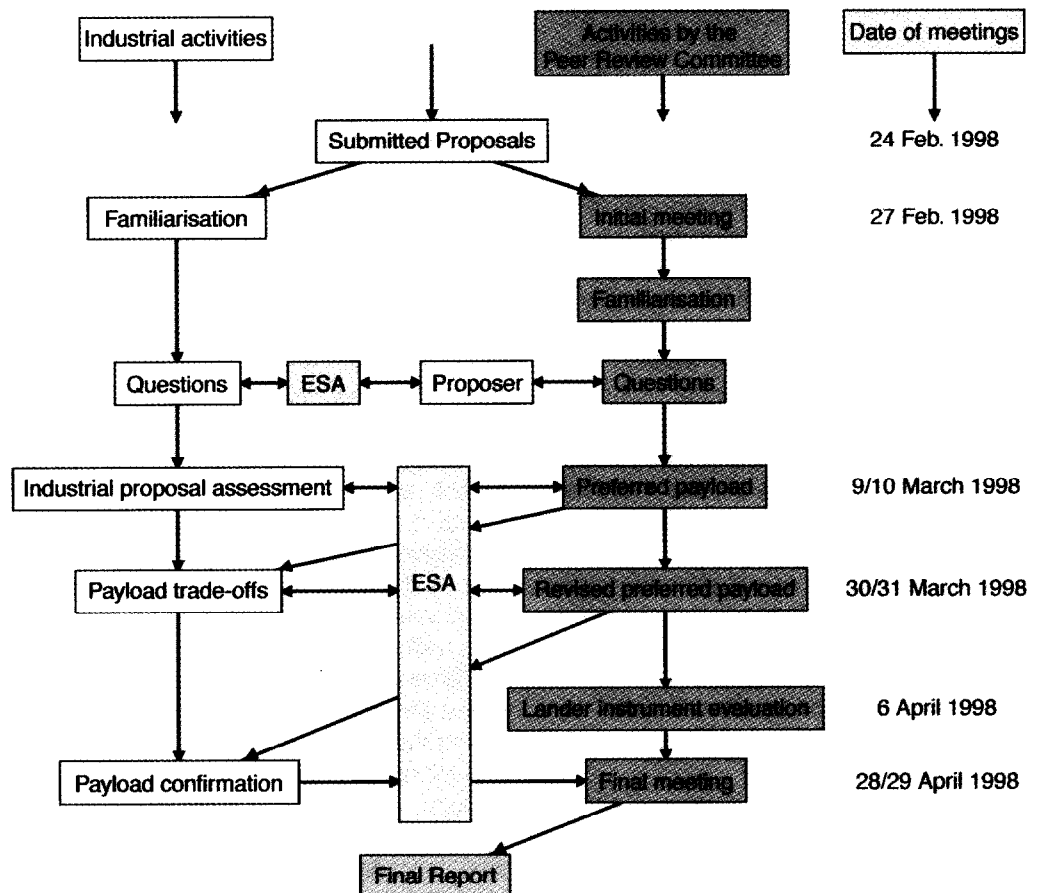 Industrial activities
Activities by the
Peer Review Committee
Date of meetings
Submitted Proposals
24 Feb. 1998
Familiarisation
Initial meeting
27 Feb. 1998
Familiarisation
Questions
ESA
Proposer
Questions
Industrial proposal assessment
Preferred payload
9/10 March 1998
Payload trade-offs
ESA
Revised preferred payload
30/31 March 1998
Lander instrument evaluation
6 April 1998
Payload confirmation
Final meeting
28/29 April 1998
Final Report